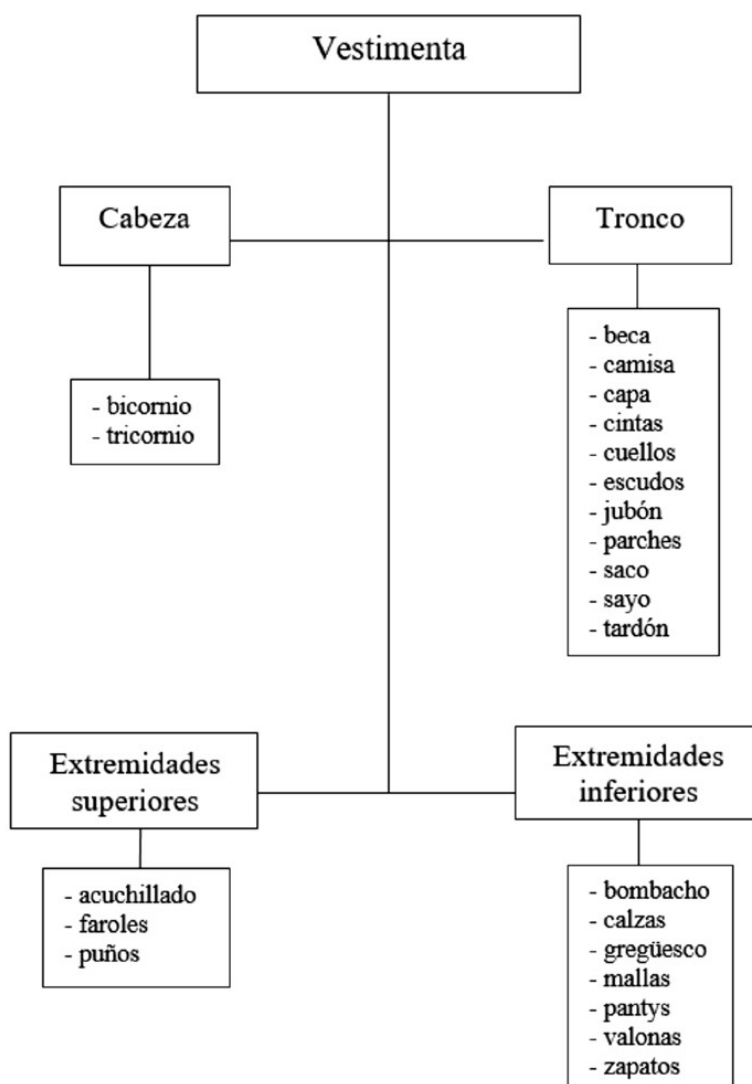 Vestimenta
Cabeza
- bicornio
- tricornio
Tronco
- beca
- camisa
- capa
- cintas
- cuellos
- escudos
- jubón
- parches
- saco
- sayo
- tardón
Extremidades
superiores
- acuchillado
- faroles
- puños
Extremidades
inferiores
- bombacho
- calzas
- gregüesco
- mallas
- pantys
- valonas
- zapatos